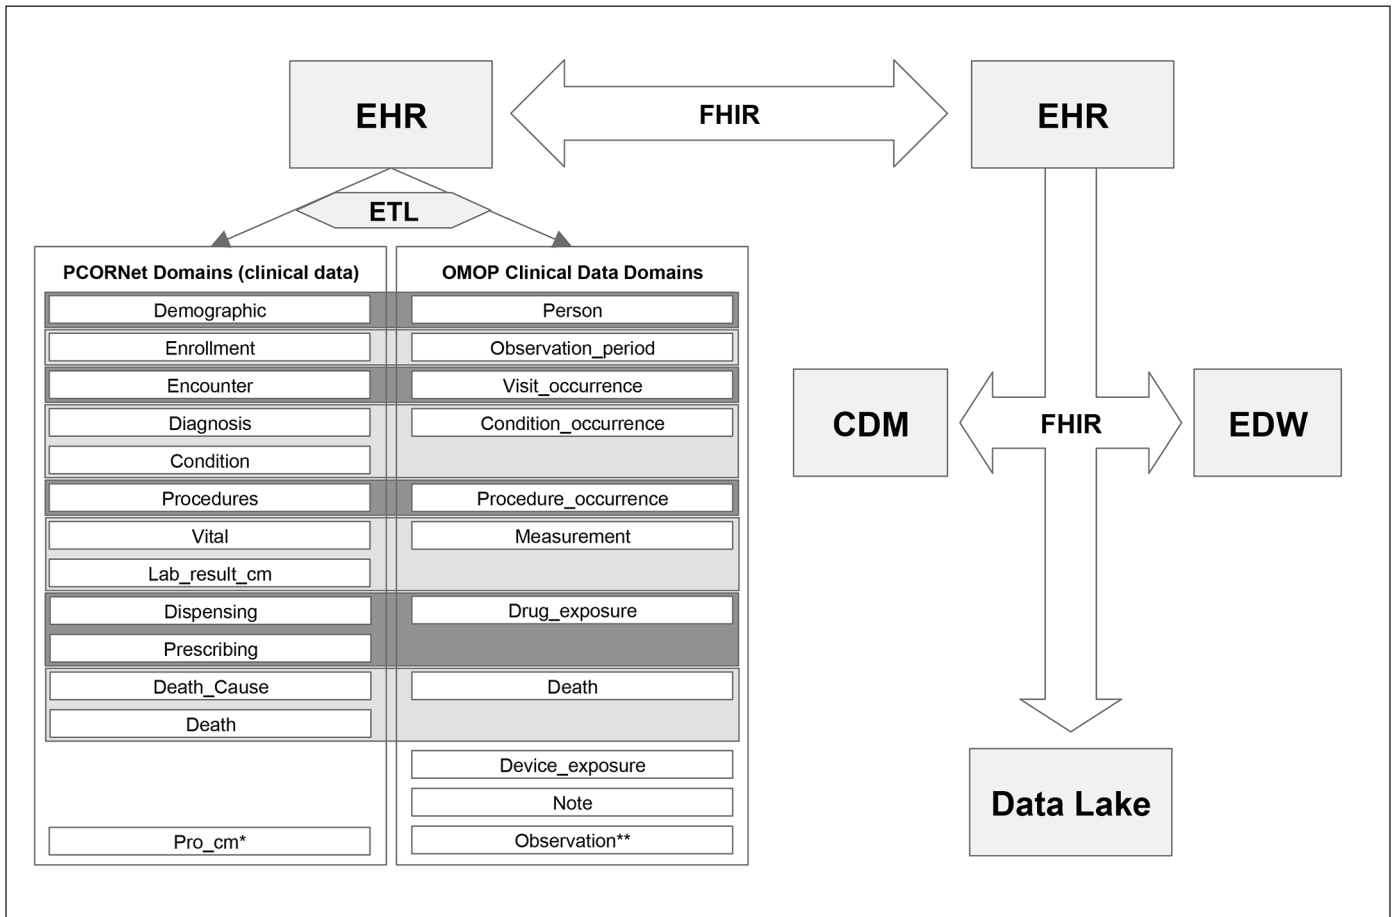 EHR
FHIR
EHR
ETL
PCORNet Domains (clinical data)
OMOP Clinical Data Domains
Demographic
Person
Enrollment
Observation_period
Encounter
Visit_occurrence
Diagnosis
Condition_occurrence
Condition
Procedures
Procedure_occurrence
Vital
Measurement
Lab_result_cm
Dispensing
Drug_exposure
Prescribing
Death_Cause
Death
Death
Device_exposure
Note
Pro_cm*
Observation**
CDM
FHIR
EDW
Data Lake